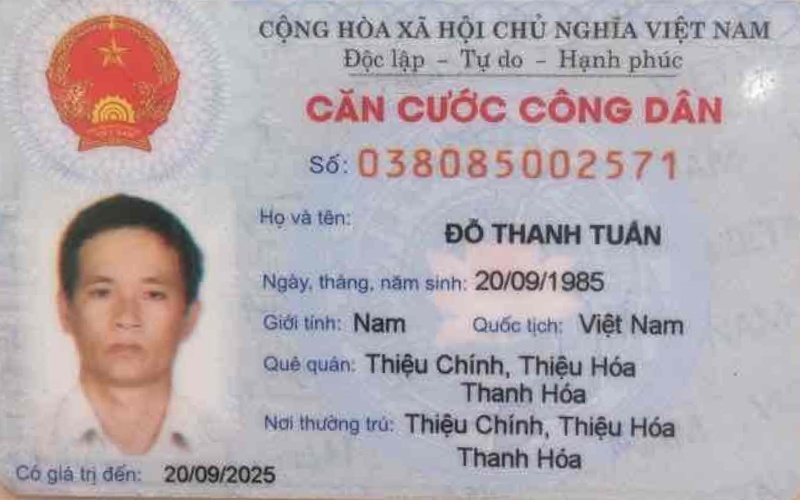 CỘNG HÒA XÃ HỘI CHỦ NGHĨA VIỆT NAM
Độc lập - Tự do - Hạnh phúc
CĂN CƯỚC CÔNG DÂN
Số: 038085002571
Họ và tên:
ĐỖ THANH TUẤN
Ngày, tháng, năm sinh: 20/09/1985
Giới tính: Nam Quốc tịch: Việt Nam
Quê quán: Thiệu Chính, Thiệu Hóa
Thanh Hóa
Nơi thường trú: Thiệu Chính, Thiệu Hóa
Thanh Hóa
Có giá trị đến: 20/09/2025